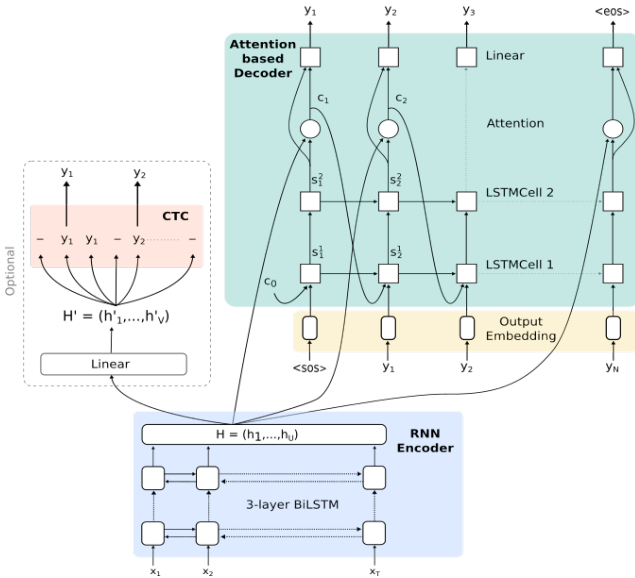 y1 y2 y3 <eos>
Attention
based
Decoder
Linear
c1 c2
Attention
s₁² s₂²
LSTMCell 2
s₁¹ s₂¹
LSTMCell 1
c0
Output
Embedding
<sos> y1 y2 yN
Optional
y1 y2
CTC
– y1 y1 – y2 –
H' = (h'1,...,h'V)
Linear
RNN
Encoder
H = (h1,...,hU)
3-layer BiLSTM
x1 x2 xT